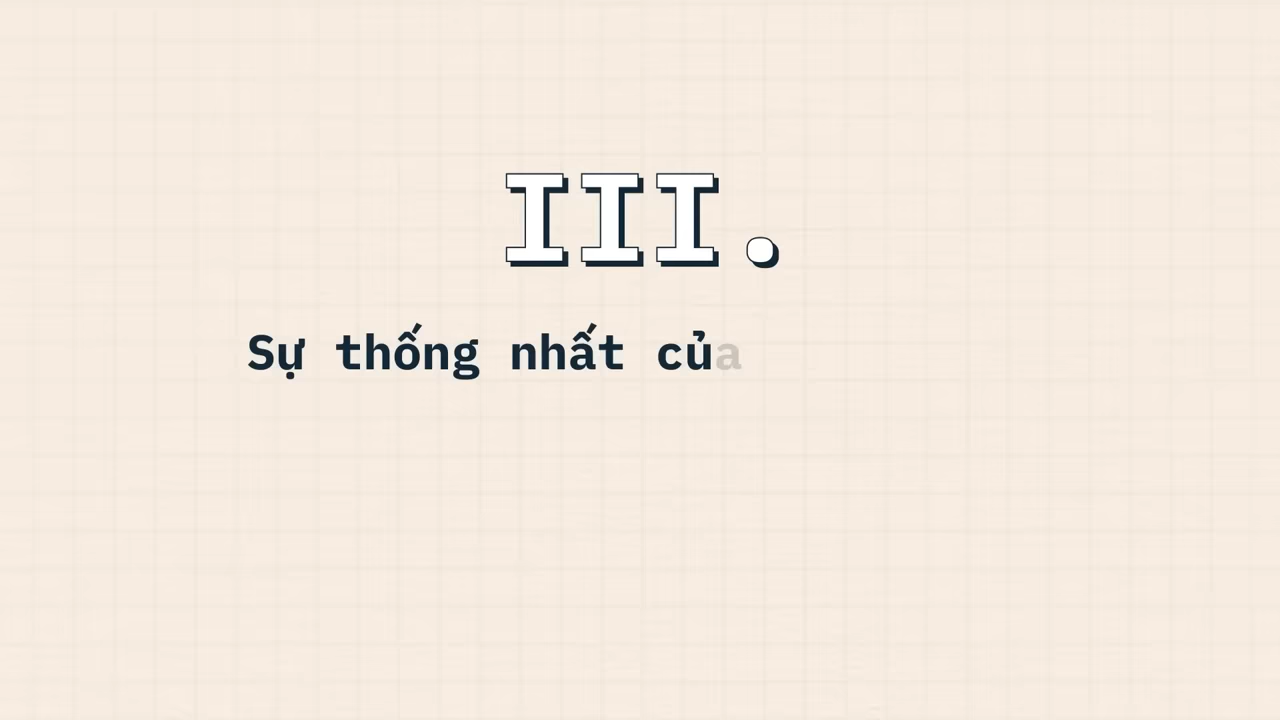 III.
Sự thống nhất của